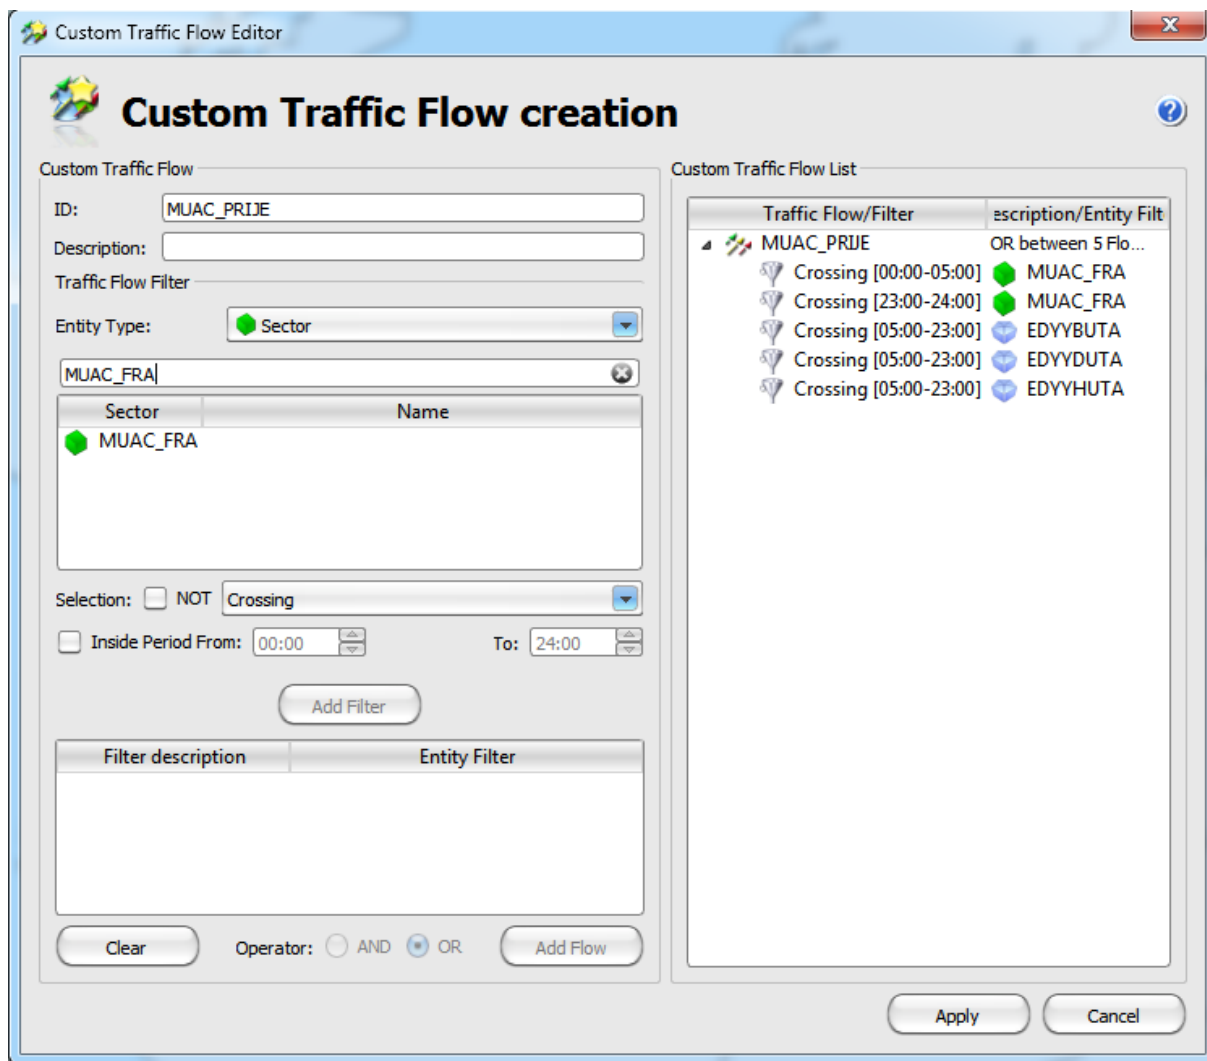 Custom Traffic Flow Editor
Custom Traffic Flow creation
Custom Traffic Flow
ID: MUAC_PRIJE
Description:
Traffic Flow Filter
Entity Type: Sector
MUAC_FRA
Sector Name
MUAC_FRA
Selection: NOT Crossing
Inside Period From: 00:00 To: 24:00
Add Filter
Filter description Entity Filter
Clear Operator: AND OR Add Flow
Custom Traffic Flow List
Traffic Flow/Filter escription/Entity Filt
MUAC_PRIJE OR between 5 Flo...
Crossing [00:00-05:00] MUAC_FRA
Crossing [23:00-24:00] MUAC_FRA
Crossing [05:00-23:00] EDYYBUTA
Crossing [05:00-23:00] EDYYDUTA
Crossing [05:00-23:00] EDYYHUTA
Apply Cancel